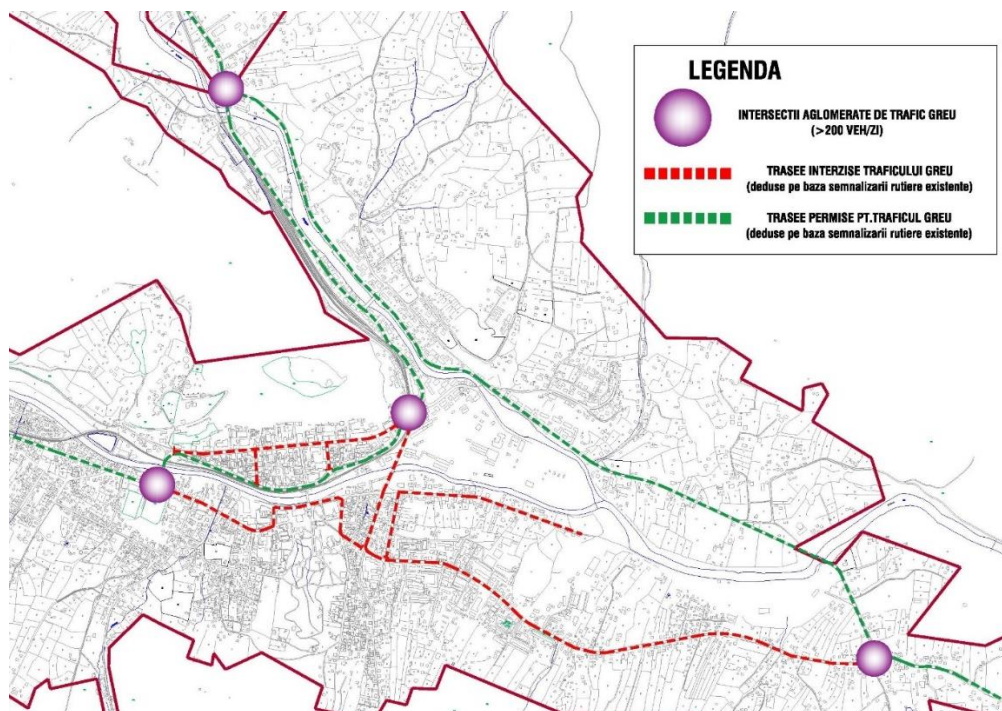 LEGENDA
INTERSECTII AGLOMERATE DE TRAFIC GREU
(>200 VEH/ZI)
TRASEE INTERZISE TRAFICULUI GREU
(deduse pe baza semnalizarii rutiere existente)
TRASEE PERMISE PT.TRAFICUL GREU
(deduse pe baza semnalizarii rutiere existente)